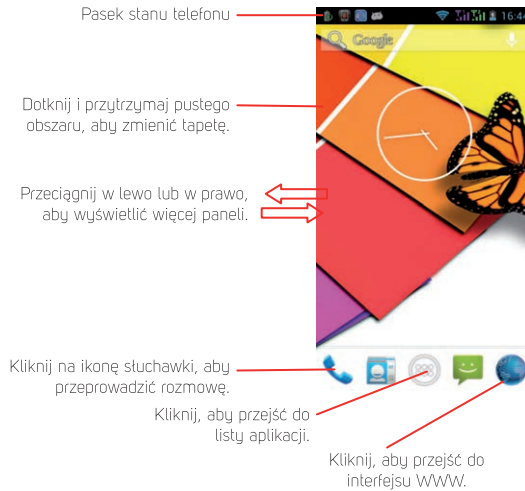 Pasek stanu telefonu
16:44
Google
Dotknij i przytrzymaj pustego
obszaru, aby zmienić tapetę.
Przeciągnij w lewo lub w prawo,
aby wyświetlić więcej paneli.
Kliknij na ikonę słuchawki, aby
przeprowadzić rozmowę.
Kliknij, aby przejść do
listy aplikacji.
Kliknij, aby przejść do
interfejsu WWW.